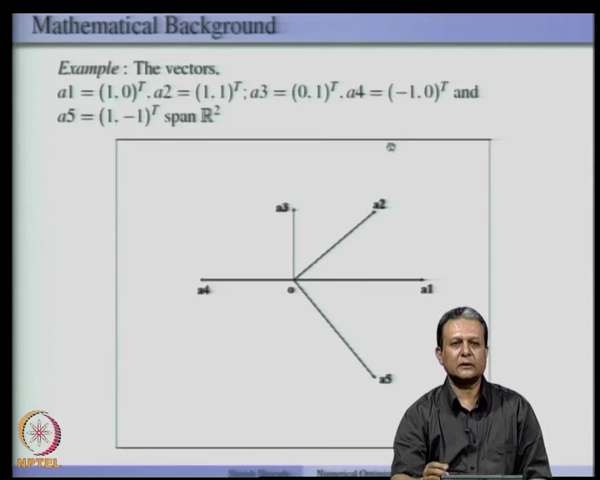 Mathematical Background
Example : The vectors,
a1 = (1, 0)^T, a2 = (1, 1)^T; a3 = (0, 1)^T, a4 = (−1, 0)^T and
a5 = (1, −1)^T span ℝ^2
a3
a2
a4
o
a1
a5
NPTEL
Numerical